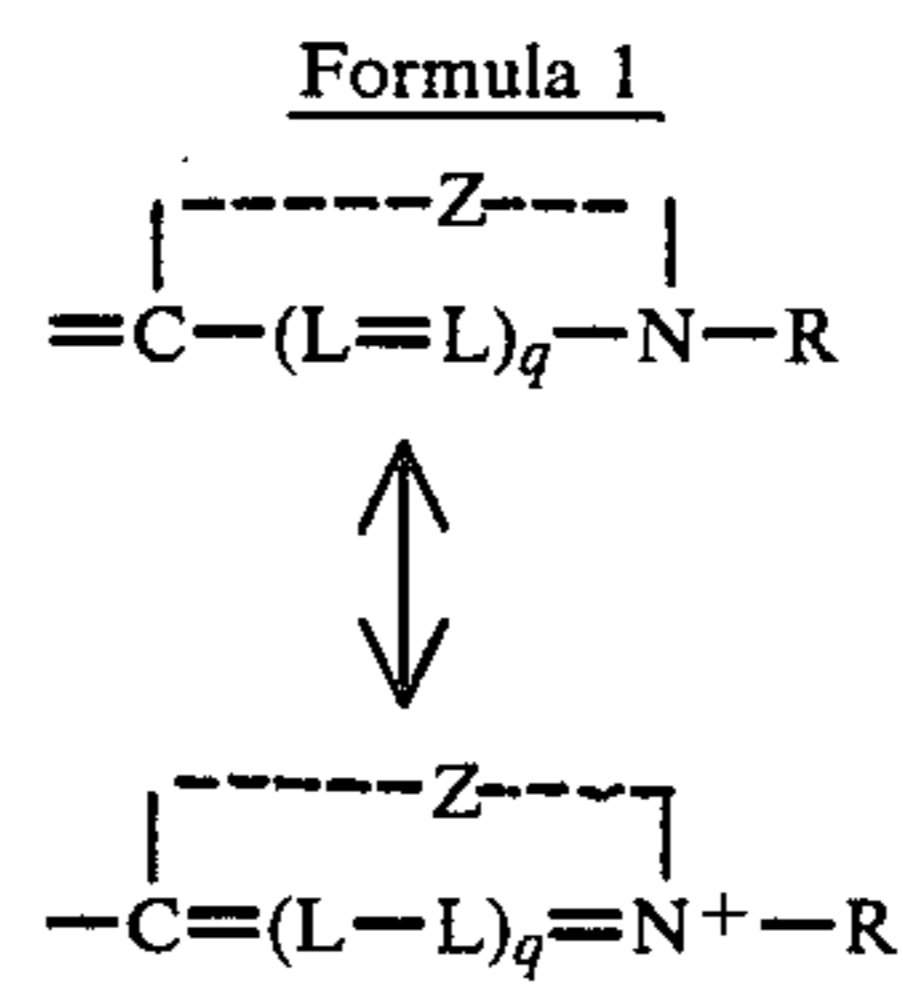 Formula 1
Z
=C—(L=L)q—N—R
Z
—C=(L—L)q=N+—R